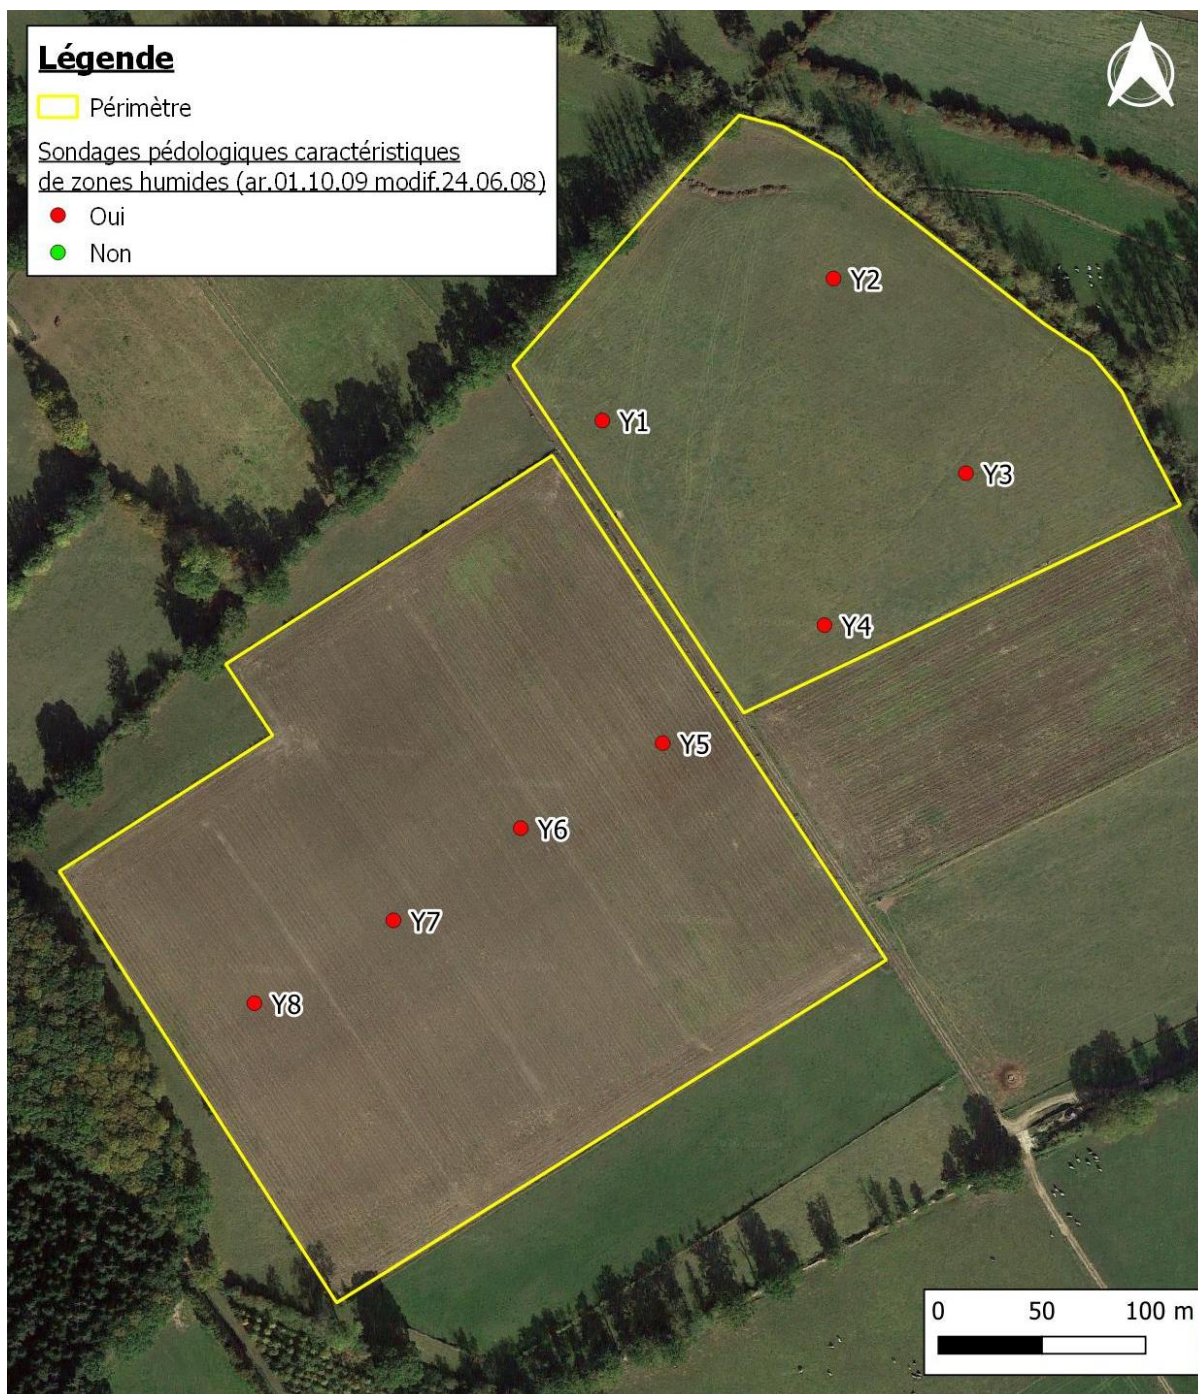 Légende
Périmètre
Sondages pédologiques caractéristiques
de zones humides (ar.01.10.09 modif.24.06.08)
Oui
Non
Y2
Y1
Y3
Y4
Y5
Y6
Y7
Y8
0 50 100 m